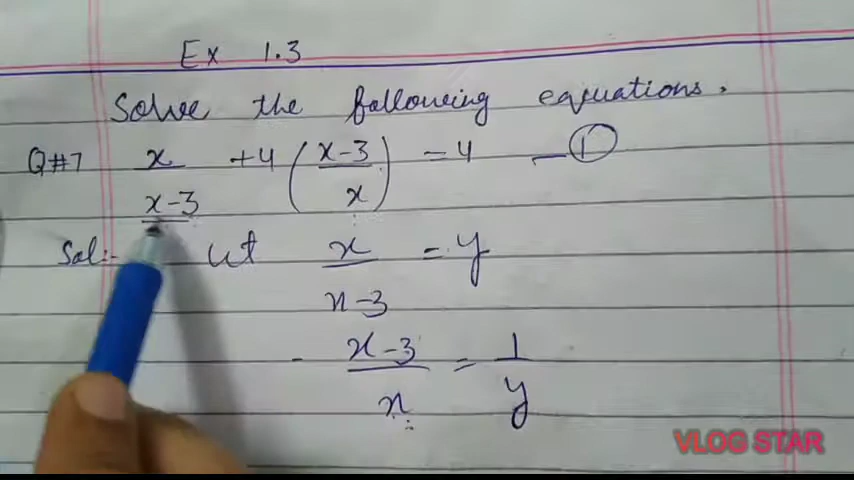 Ex 1.3
Solve the following equations.
Q#7 x/x-3 +4(x-3/x) =4 —①
Sol:- Let x/x-3 = y
x-3/x = 1/y
VLOG STAR